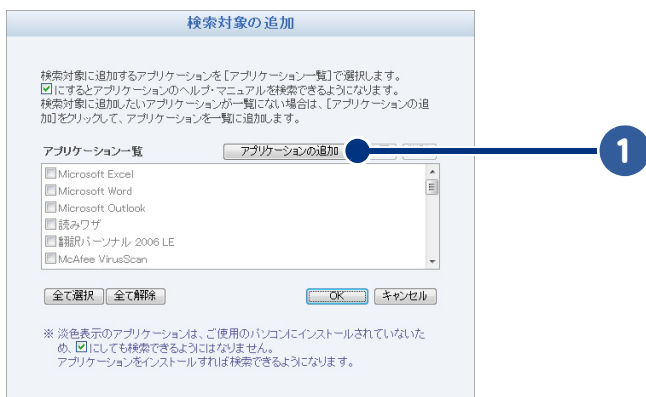 検索対象の追加
検索対象に追加するアプリケーションを[アプリケーション一覧]で選択します。
☑にするとアプリケーションのヘルプ・マニュアルを検索できるようになります。
検索対象に追加したいアプリケーションが一覧にない場合は、[アプリケーションの追
加]をクリックして、アプリケーションを一覧に追加します。
アプリケーション一覧 アプリケーションの追加
1
Microsoft Excel
Microsoft Word
Microsoft Outlook
読みワザ
翻訳パーソナル 2006 LE
McAfee VirusScan
全て選択 全て解除 OK キャンセル
※ 淡色表示のアプリケーションは、ご使用のパソコンにインストールされていないた
め、☑にしても検索できるようにはなりません。
アプリケーションをインストールすれば検索できるようになります。